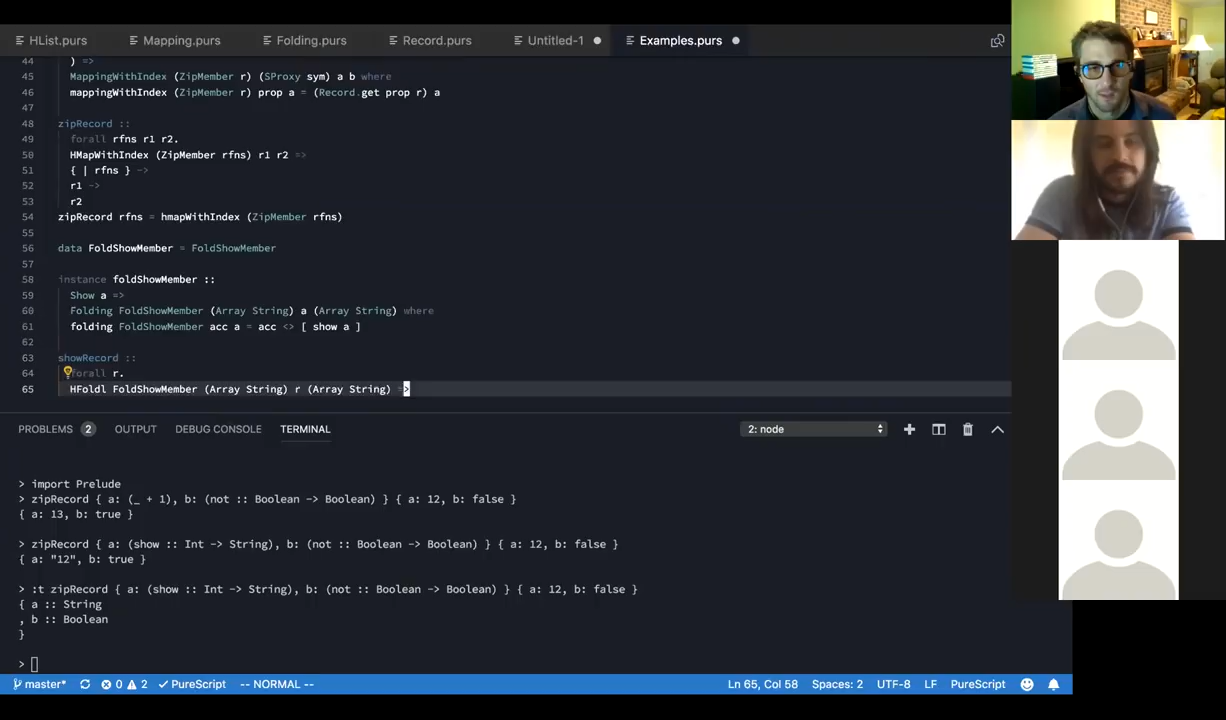 HList.purs Mapping.purs Folding.purs Record.purs Untitled-1 Examples.purs
44 ) =>
45 MappingWithIndex (ZipMember r) (SProxy sym) a b where
46 mappingWithIndex (ZipMember r) prop a = (Record.get prop r) a
47
48 zipRecord ::
49 forall rfns r1 r2.
50 HMapWithIndex (ZipMember rfns) r1 r2 =>
51 { | rfns } ->
52 r1 ->
53 r2
54 zipRecord rfns = hmapWithIndex (ZipMember rfns)
55
56 data FoldShowMember = FoldShowMember
57
58 instance foldShowMember ::
59 Show a =>
60 Folding FoldShowMember (Array String) a (Array String) where
61 folding FoldShowMember acc a = acc <> [ show a ]
62
63 showRecord ::
64 forall r.
65 HFoldl FoldShowMember (Array String) r (Array String) =>
PROBLEMS 2 OUTPUT DEBUG CONSOLE TERMINAL 2: node
> import Prelude
> zipRecord { a: (_ + 1), b: (not :: Boolean -> Boolean) } { a: 12, b: false }
{ a: 13, b: true }
> zipRecord { a: (show :: Int -> String), b: (not :: Boolean -> Boolean) } { a: 12, b: false }
{ a: "12", b: true }
> :t zipRecord { a: (show :: Int -> String), b: (not :: Boolean -> Boolean) } { a: 12, b: false }
{ a :: String
, b :: Boolean
}
>
master* 0 2 PureScript -- NORMAL -- Ln 65, Col 58 Spaces: 2 UTF-8 LF PureScript